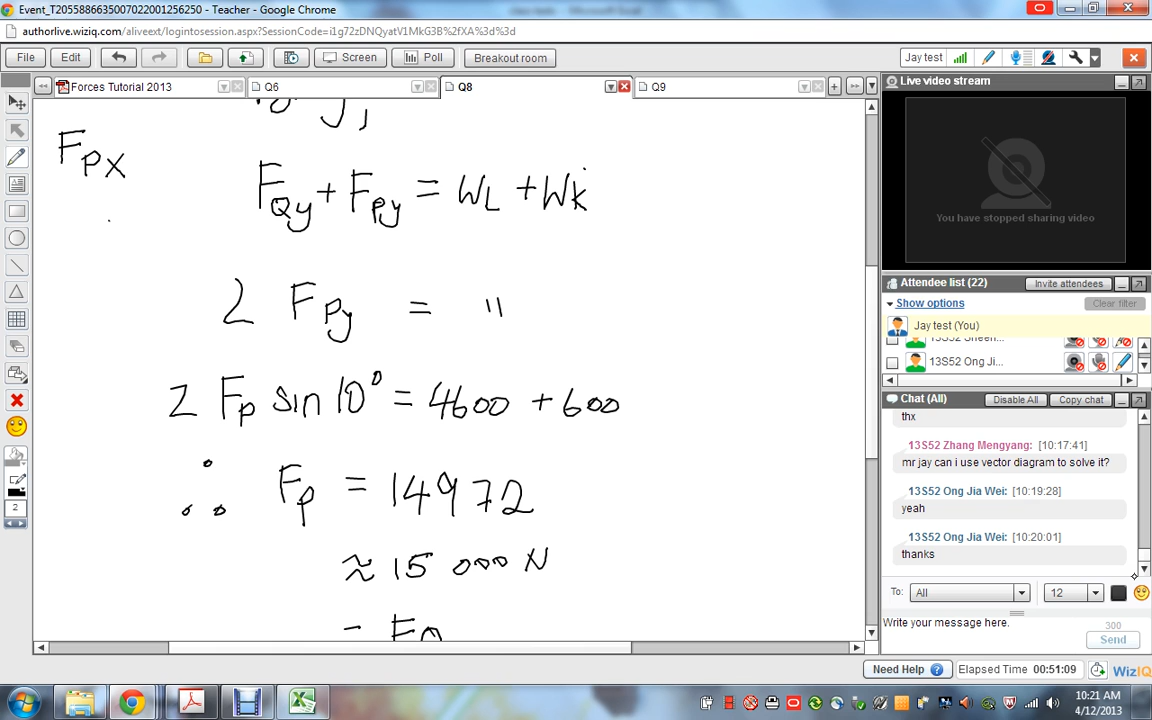 Event_T20558866350070220012​56250 - Teacher - Google Chrome
authorlive.wiziq.com/aliveext/logintosession.aspx?SessionCode=i1g72zDNQyatV1MkG3B%2fXA%3d%3d
File Edit Screen Poll Breakout room Jay test
Forces Tutorial 2013 Q6 Q8 Q9
FPX
FQy + FPy = WL + WK
2 FPy = "
2 Fp sin 10° = 4600 + 600
∴ Fp = 14972
≈ 15 000 N
2
Live video stream
You have stopped sharing video
Attendee list (22) Invite attendees
Show options Clear filter
Jay test (You)
13S52 Sheen...
13S52 Ong Ji...
Chat (All) Disable All Copy chat
thx
13S52 Zhang Mengyang: [10:17:41]
mr jay can i use vector diagram to solve it?
13S52 Ong Jia Wei: [10:19:28]
yeah
13S52 Ong Jia Wei: [10:20:01]
thanks
To: All 12
Write your message here.
300
Send
Need Help ? Elapsed Time 00:51:09 WizIQ
10:21 AM
4/12/2013